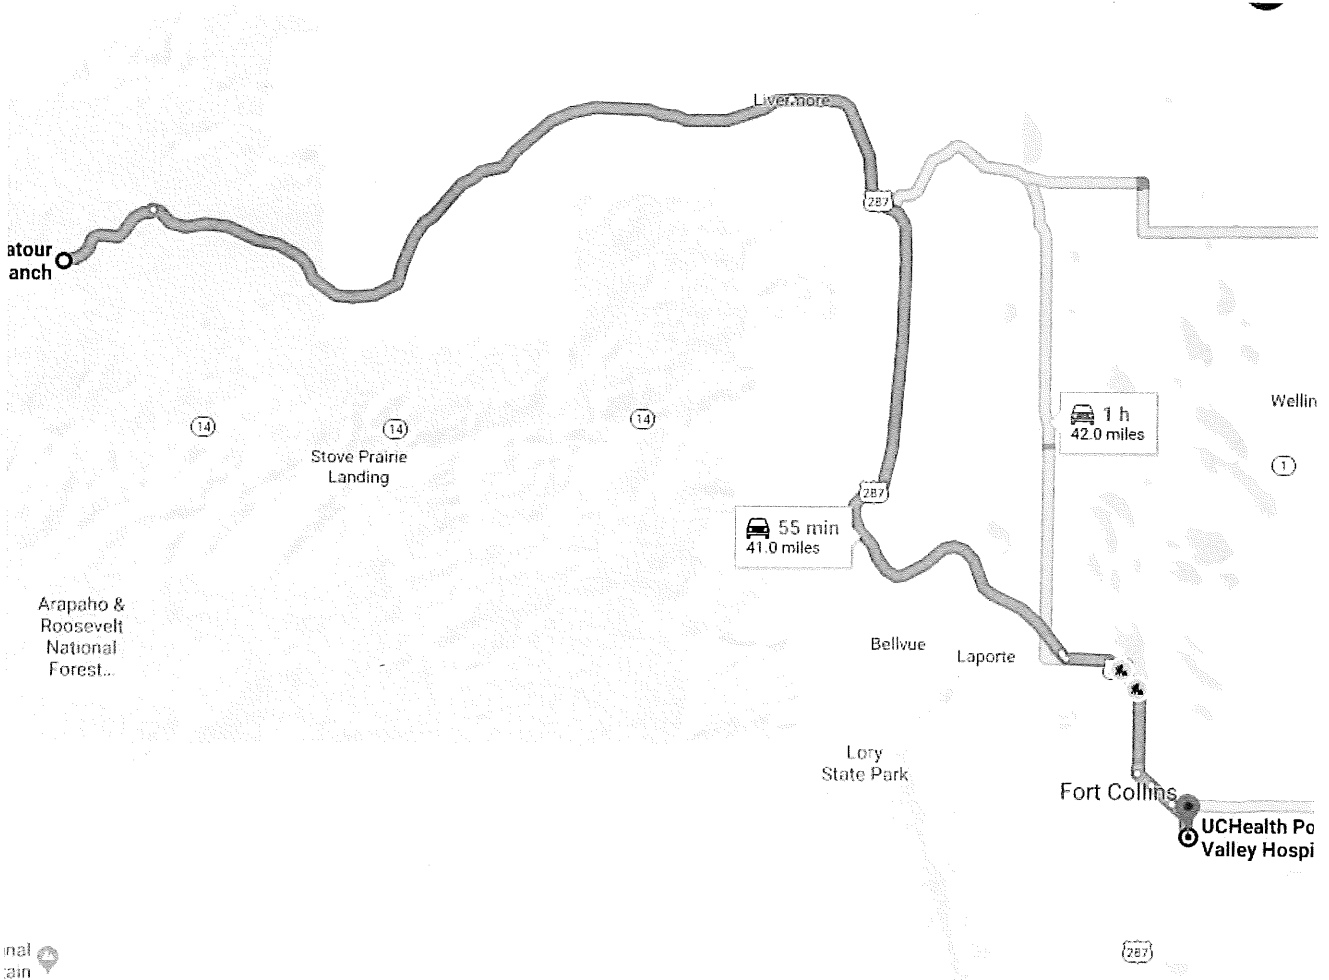 Livermore
287
atour
anch
1 h
42.0 miles
Wellin
14
14
14
Stove Prairie
Landing
1
287
55 min
41.0 miles
Arapaho &
Roosevelt
National
Forest...
Bellvue
Laporte
Lory
State Park
Fort Collins
UCHealth Po
Valley Hospi
287
nal
tain